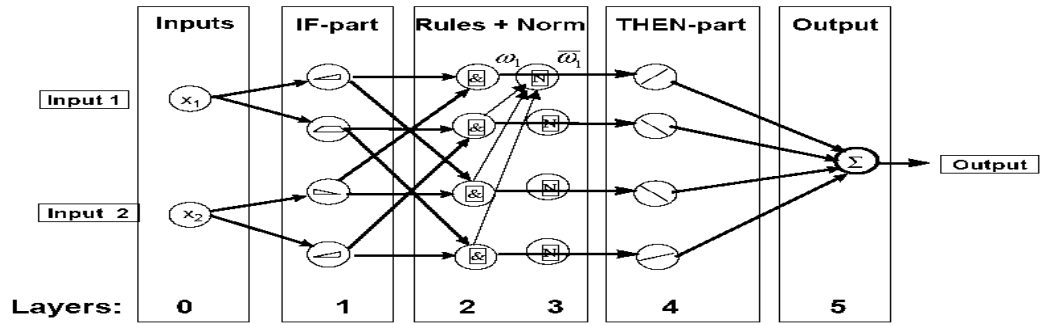 Inputs IF-part Rules + Norm THEN-part Output
ω₁ ω̅₁
& N
Input 1 x₁
& N
Σ Output
& N
Input 2 x₂
& N
Layers: 0 1 2 3 4 5